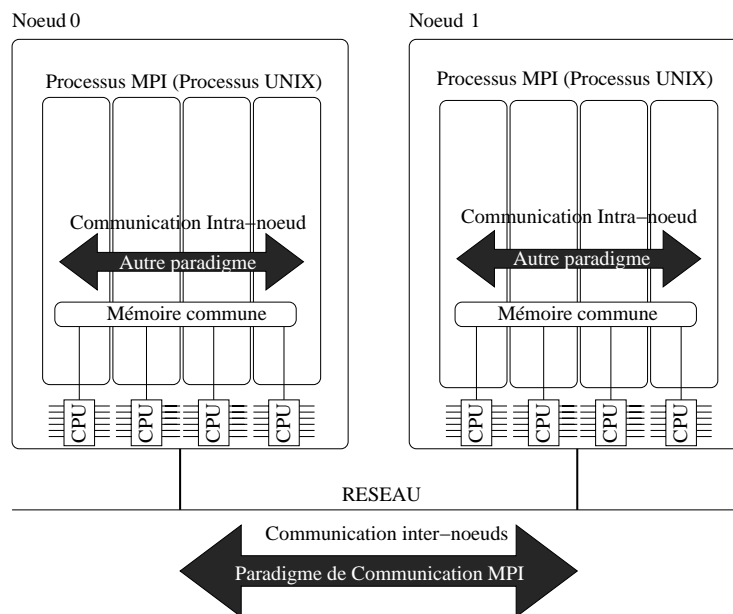 Noeud 0
Noeud 1
Processus MPI (Processus UNIX)
Processus MPI (Processus UNIX)
Communication Intra−noeud
Communication Intra−noeud
Autre paradigme
Autre paradigme
Mémoire commune
Mémoire commune
CPU
CPU
CPU
CPU
CPU
CPU
CPU
CPU
RESEAU
Communication inter−noeuds
Paradigme de Communication MPI